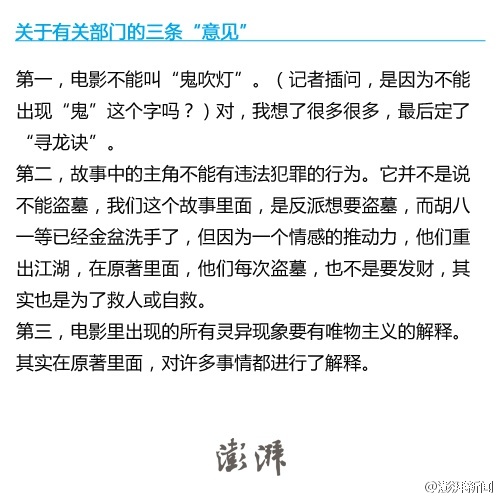 关于有关部门的三条“意见”
第一，电影不能叫“鬼吹灯”。（记者插问，是因为不能
出现“鬼”这个字吗？）对，我想了很多很多，最后定了
“寻龙诀”。
第二，故事中的主角不能有违法犯罪的行为。它并不是说
不能盗墓，我们这个故事里面，是反派想要盗墓，而胡八
一等已经金盆洗手了，但因为一个情感的推动力，他们重
出江湖，在原著里面，他们每次盗墓，也不是要发财，其
实也是为了救人或自救。
第三，电影里出现的所有灵异现象要有唯物主义的解释。
其实在原著里面，对许多事情都进行了解释。
澎湃
@澎湃新闻